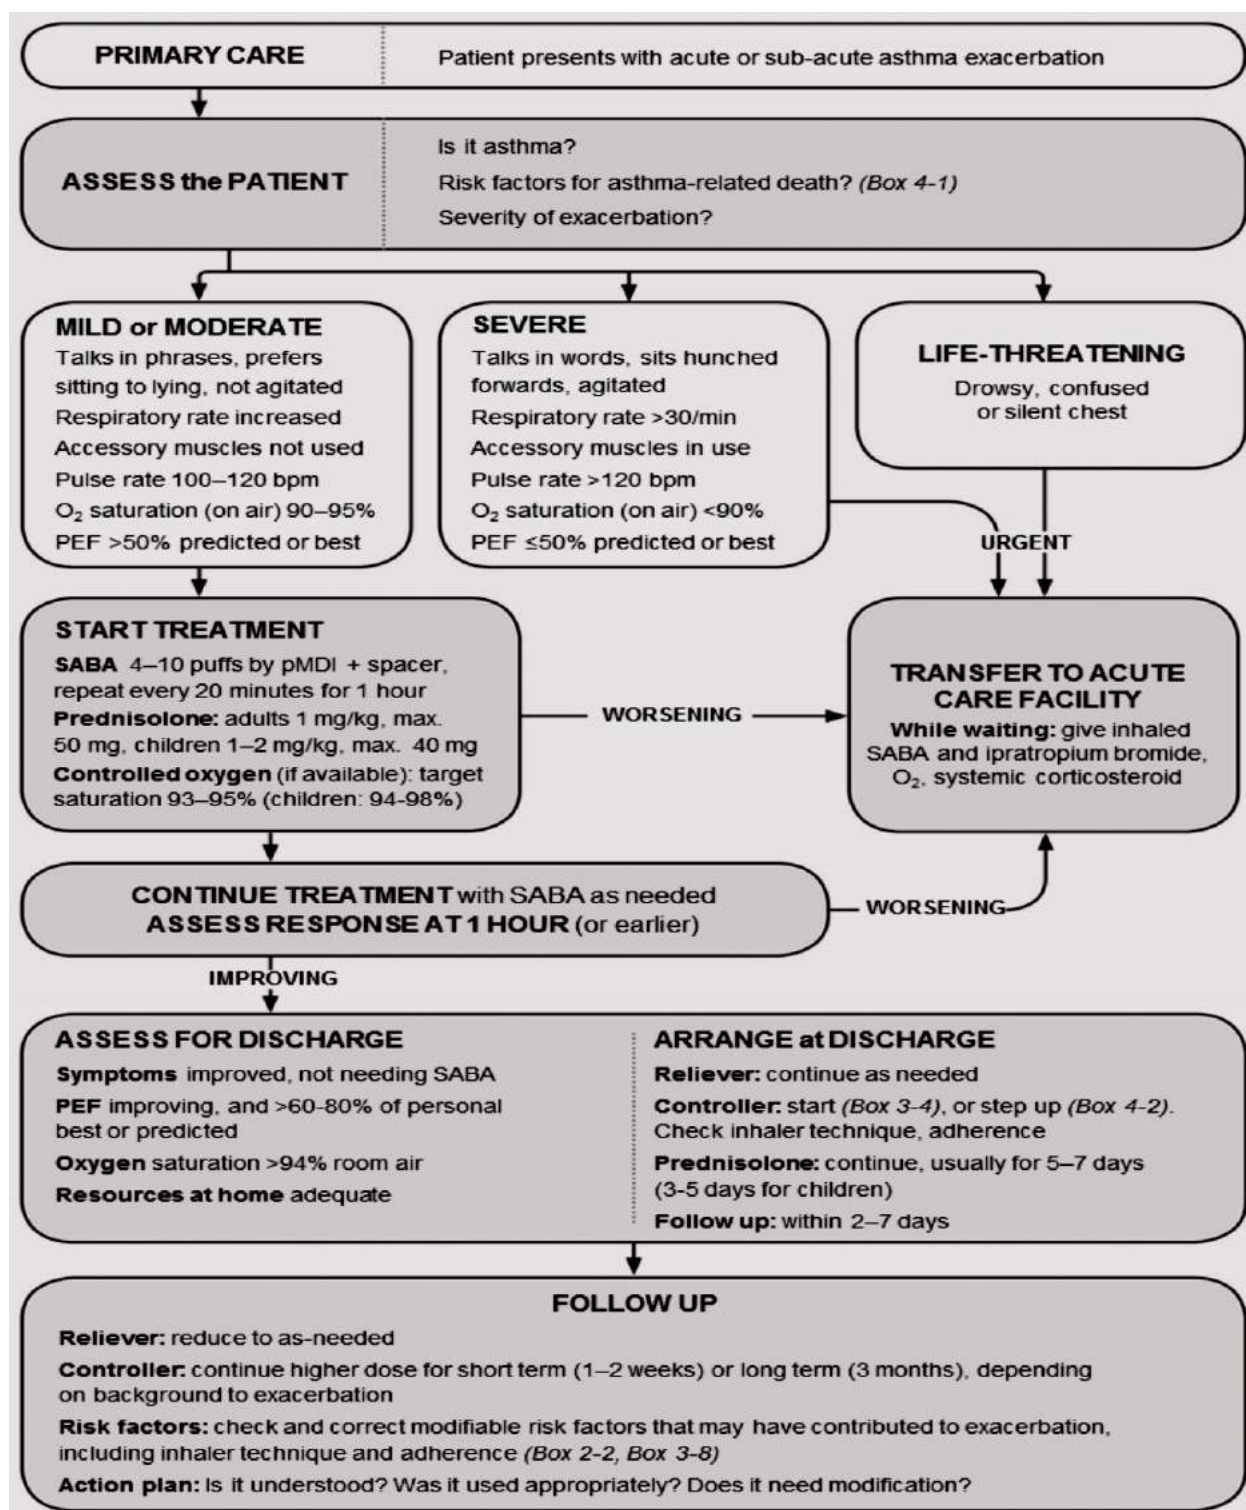 PRIMARY CARE
Patient presents with acute or sub-acute asthma exacerbation
ASSESS the PATIENT
Is it asthma?
Risk factors for asthma-related death? (Box 4-1)
Severity of exacerbation?
MILD or MODERATE
Talks in phrases, prefers
sitting to lying, not agitated
Respiratory rate increased
Accessory muscles not used
Pulse rate 100–120 bpm
O₂ saturation (on air) 90–95%
PEF >50% predicted or best
SEVERE
Talks in words, sits hunched
forwards, agitated
Respiratory rate >30/min
Accessory muscles in use
Pulse rate >120 bpm
O₂ saturation (on air) <90%
PEF ≤50% predicted or best
LIFE-THREATENING
Drowsy, confused
or silent chest
URGENT
START TREATMENT
SABA 4–10 puffs by pMDI + spacer,
repeat every 20 minutes for 1 hour
Prednisolone: adults 1 mg/kg, max.
50 mg, children 1–2 mg/kg, max. 40 mg
Controlled oxygen (if available): target
saturation 93–95% (children: 94-98%)
WORSENING
TRANSFER TO ACUTE
CARE FACILITY
While waiting: give inhaled
SABA and ipratropium bromide,
O₂, systemic corticosteroid
CONTINUE TREATMENT with SABA as needed
ASSESS RESPONSE AT 1 HOUR (or earlier)
WORSENING
IMPROVING
ASSESS FOR DISCHARGE
Symptoms improved, not needing SABA
PEF improving, and >60-80% of personal
best or predicted
Oxygen saturation >94% room air
Resources at home adequate
ARRANGE at DISCHARGE
Reliever: continue as needed
Controller: start (Box 3-4), or step up (Box 4-2).
Check inhaler technique, adherence
Prednisolone: continue, usually for 5–7 days
(3-5 days for children)
Follow up: within 2–7 days
FOLLOW UP
Reliever: reduce to as-needed
Controller: continue higher dose for short term (1–2 weeks) or long term (3 months), depending
on background to exacerbation
Risk factors: check and correct modifiable risk factors that may have contributed to exacerbation,
including inhaler technique and adherence (Box 2-2, Box 3-8)
Action plan: Is it understood? Was it used appropriately? Does it need modification?